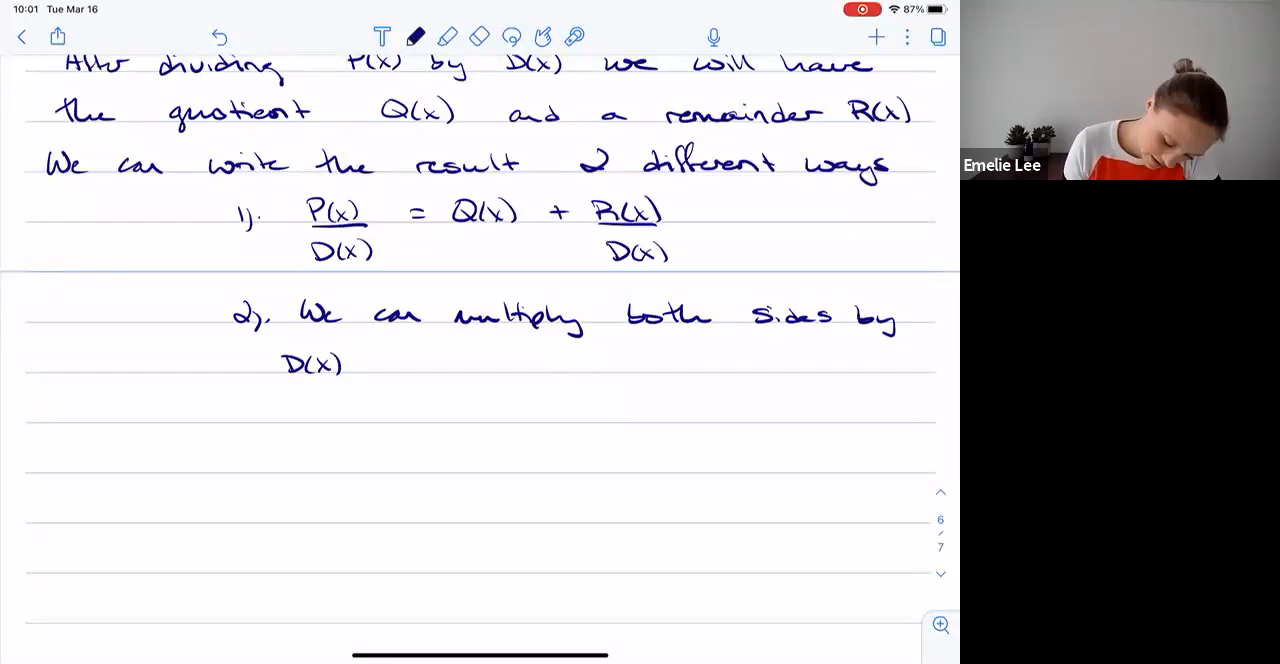 10:01 Tue Mar 16
87%
After dividing P(x) by D(x) we will have
the quotient Q(x) and a remainder R(x)
We can write the result 2 different ways
1). P(x)/D(x) = Q(x) + R(x)/D(x)
2). We can multiply both sides by
D(x)
Emelie Lee
6
/
7